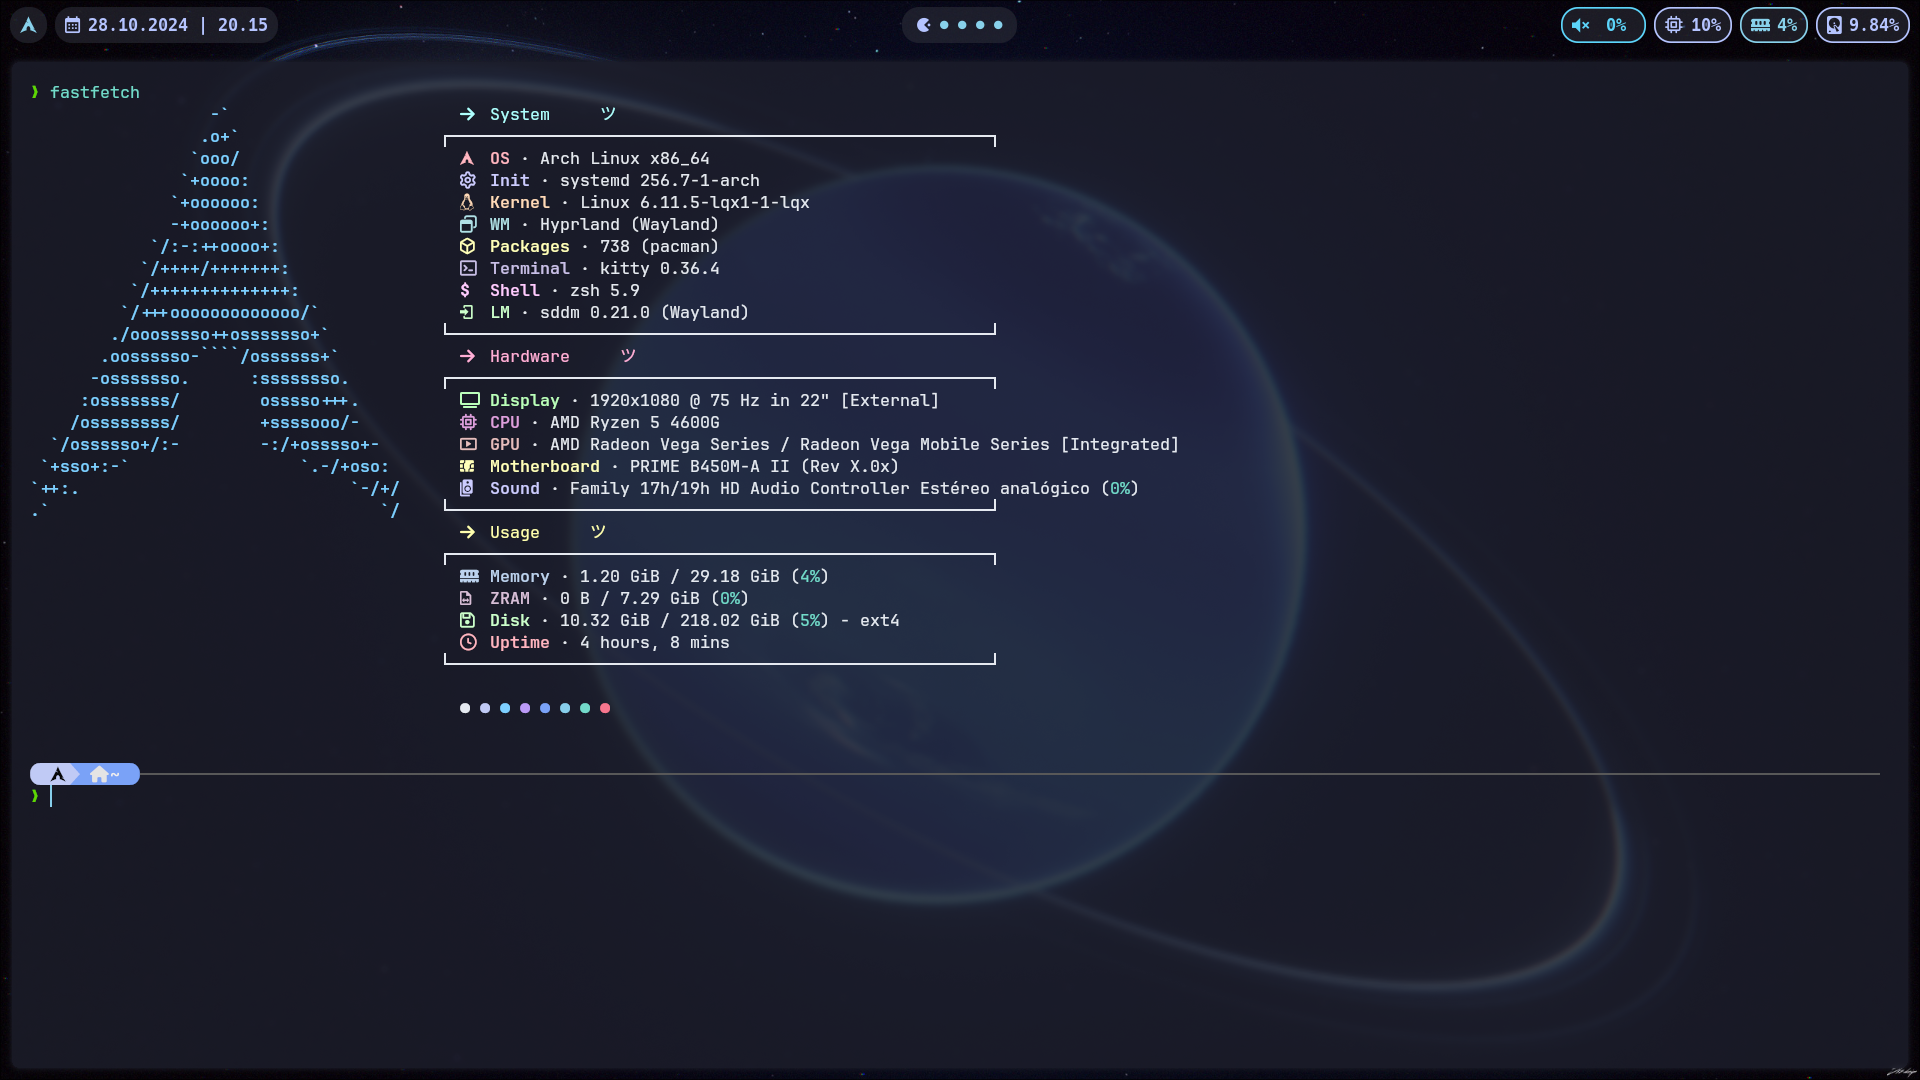 28.10.2024 | 20.15
0%
10%
4%
9.84%
❯ fastfetch
-`
.o+`
`ooo/
`+oooo:
`+oooooo:
-+oooooo+:
`/:-:++oooo+:
`/++++/+++++++:
`/++++++++++++++:
`/+++ooooooooooooo/`
./ooosssso++osssssso+`
.oossssso-````/ossssss+`
-osssssso.      :ssssssso.
:osssssss/        osssso+++.
/ossssssss/        +ssssooo/-
`/ossssso+/:-        -:/+osssso+-
`+sso+:-`                 `.-/+oso:
`++:.                           `-/+/
.`                                 `/
→ System ツ
OS · Arch Linux x86_64
Init · systemd 256.7-1-arch
Kernel · Linux 6.11.5-lqx1-1-lqx
WM · Hyprland (Wayland)
Packages · 738 (pacman)
Terminal · kitty 0.36.4
$ Shell · zsh 5.9
LM · sddm 0.21.0 (Wayland)
→ Hardware ツ
Display · 1920x1080 @ 75 Hz in 22" [External]
CPU · AMD Ryzen 5 4600G
GPU · AMD Radeon Vega Series / Radeon Vega Mobile Series [Integrated]
Motherboard · PRIME B450M-A II (Rev X.0x)
Sound · Family 17h/19h HD Audio Controller Estéreo analógico (0%)
→ Usage ツ
Memory · 1.20 GiB / 29.18 GiB (4%)
ZRAM · 0 B / 7.29 GiB (0%)
Disk · 10.32 GiB / 218.02 GiB (5%) - ext4
Uptime · 4 hours, 8 mins
~
❯